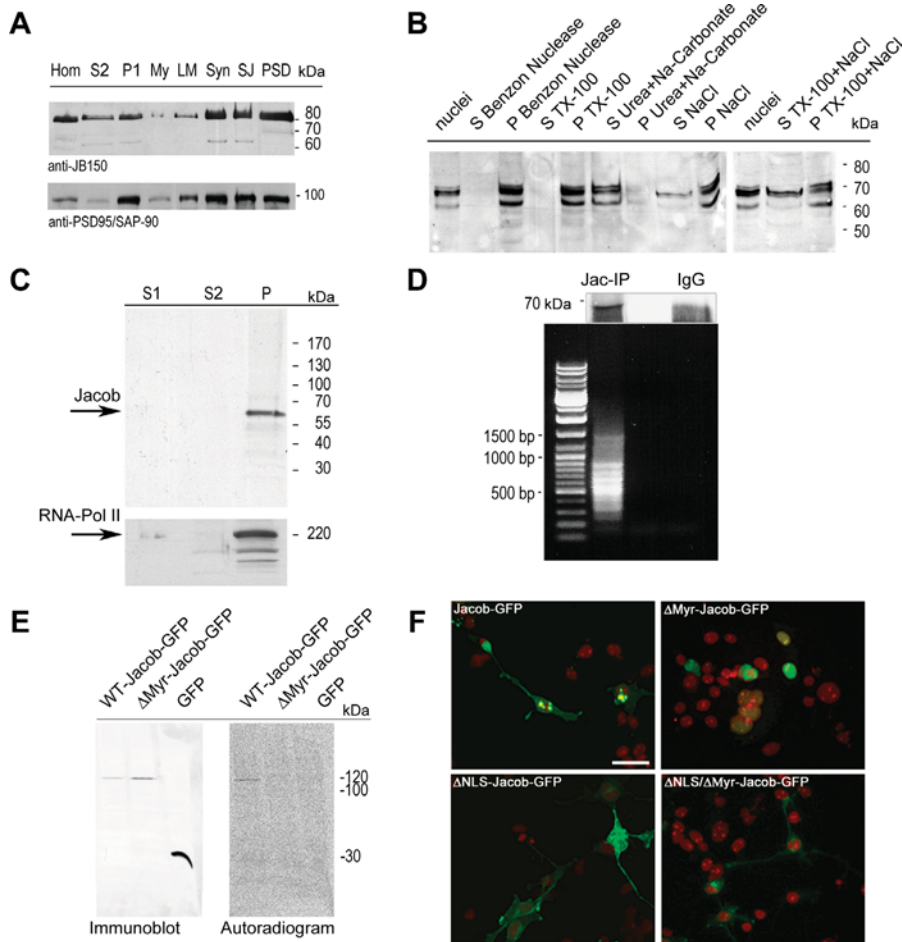 A
Hom S2 P1 My LM Syn SJ PSD kDa
80
70
60
anti-JB150
100
anti-PSD95/SAP-90
B
nuclei
S Benzon Nuclease
P Benzon Nuclease
S TX-100
P TX-100
S Urea+Na-Carbonate
P Urea+Na-Carbonate
S NaCl
P NaCl
nuclei
S TX-100+NaCl
P TX-100+NaCl
kDa
80
70
60
50
C
S1 S2 P kDa
170
130
100
70
55
40
30
Jacob
RNA-Pol II
220
D
Jac-IP IgG
70 kDa
1500 bp
1000 bp
500 bp
E
WT-Jacob-GFP
ΔMyr-Jacob-GFP
GFP
WT-Jacob-GFP
ΔMyr-Jacob-GFP
GFP
kDa
-120
-100
-30
Immunoblot Autoradiogram
F
Jacob-GFP
ΔMyr-Jacob-GFP
ΔNLS-Jacob-GFP
ΔNLS/ΔMyr-Jacob-GFP